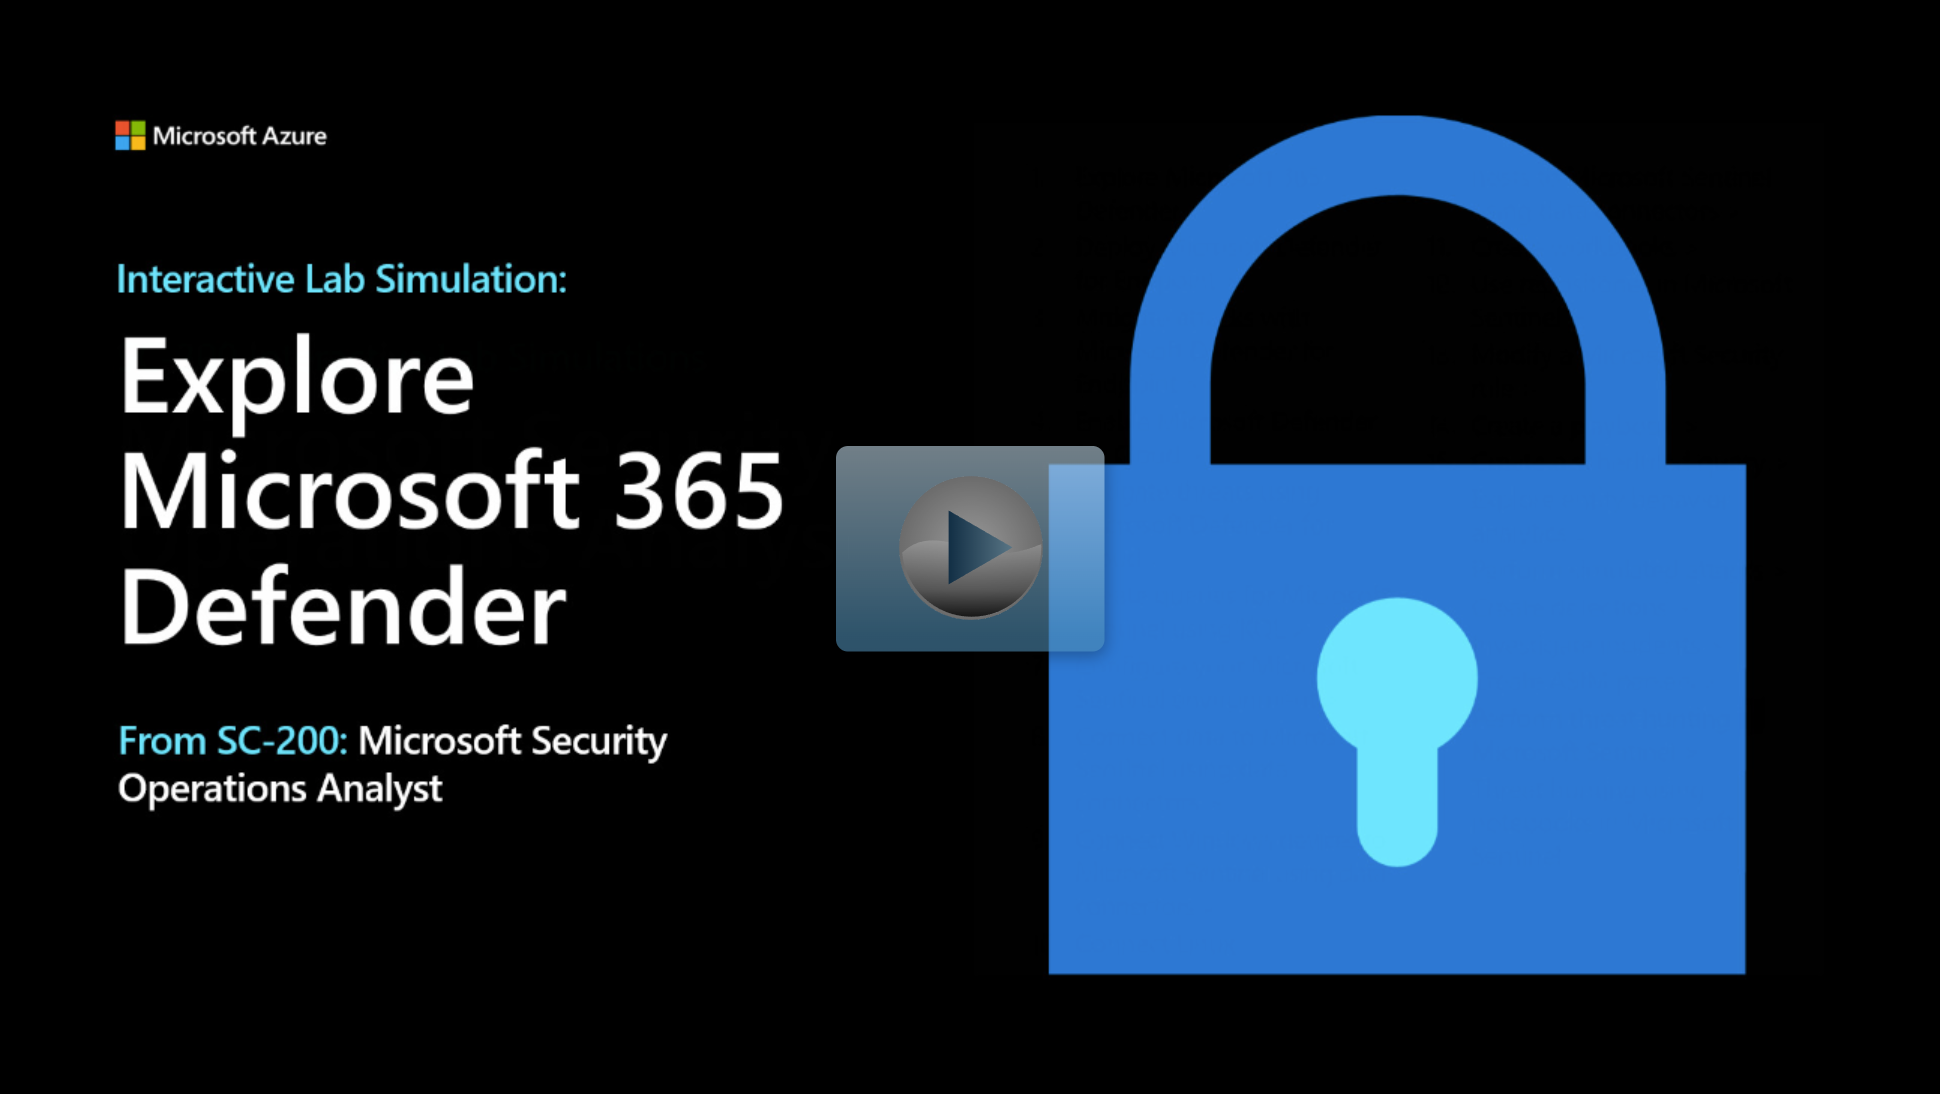 Microsoft Azure
Interactive Lab Simulation:
Explore
Microsoft 365
Defender
From SC-200: Microsoft Security
Operations Analyst